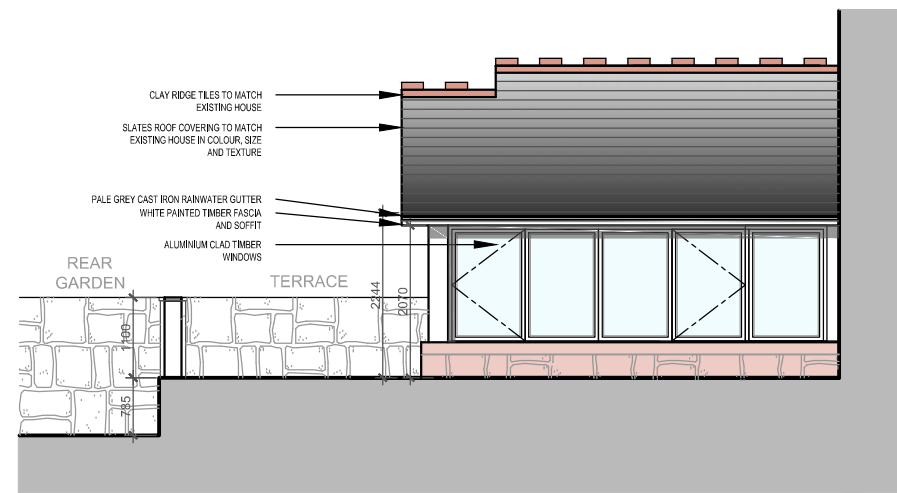 CLAY RIDGE TILES TO MATCH
EXISTING HOUSE
SLATES ROOF COVERING TO MATCH
EXISTING HOUSE IN COLOUR, SIZE
AND TEXTURE
PALE GREY CAST IRON RAINWATER GUTTER
WHITE PAINTED TIMBER FASCIA
AND SOFFIT
ALUMINIUM CLAD TIMBER
WINDOWS
REAR
GARDEN
TERRACE
2244
2070
1100
785